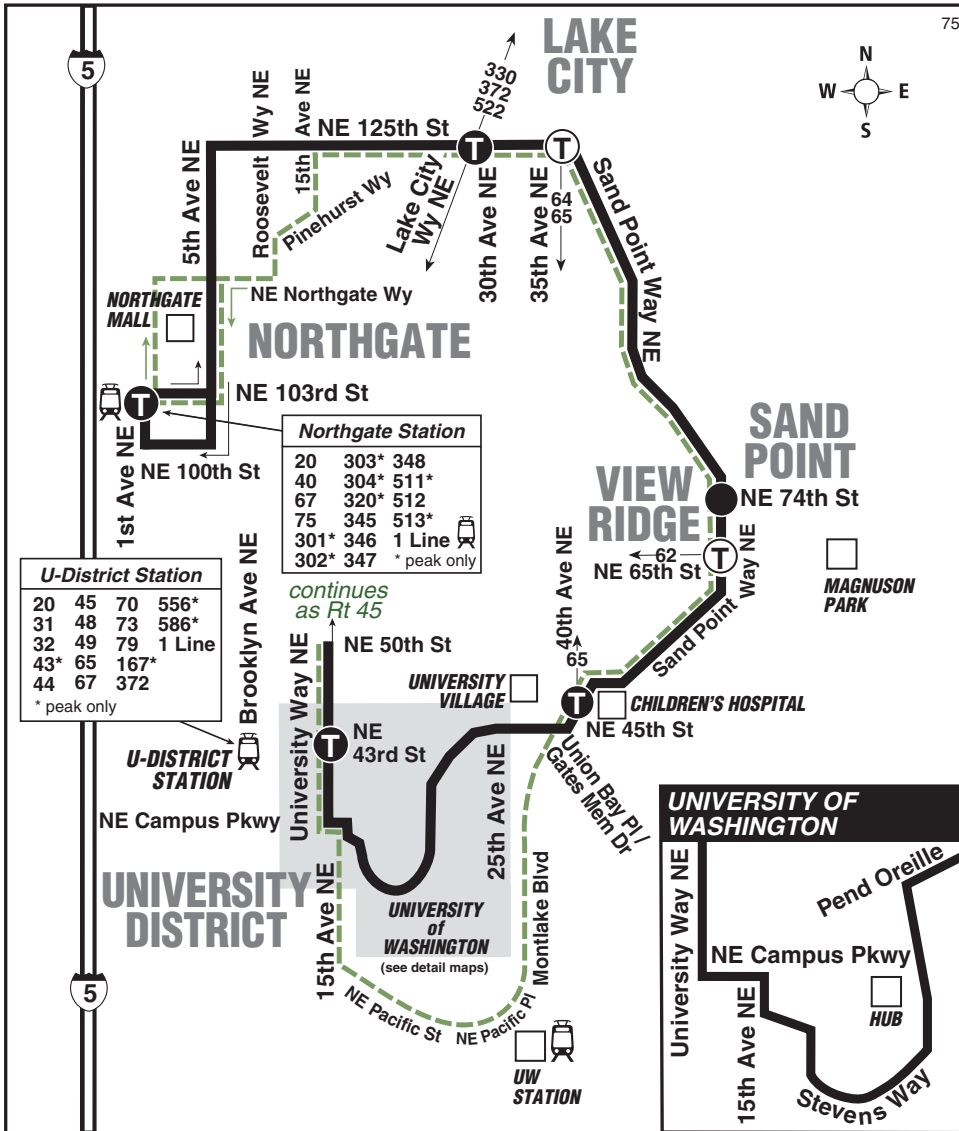 75
5
LAKE
CITY
N
W E
S
330
372
522
NE 125th St
5th Ave NE
Roosevelt Wy NE
15th Ave NE
Pinehurst Wy
Lake City
Wy NE
30th Ave NE
35th Ave NE
T
T
64
65
Sand Point Way NE
NORTHGATE
MALL
NE Northgate Wy
NORTHGATE
T
NE 103rd St
1st Ave NE
NE 100th St
Northgate Station
20 303* 348
40 304* 511*
67 320* 512
75 345 513*
301* 346 1 Line
302* 347 * peak only
SAND
POINT
VIEW
RIDGE
NE 74th St
62
T
NE 65th St
Sand Point Way NE
MAGNUSON
PARK
U-District Station
20 45 70 556*
31 48 73 586*
32 49 79 1 Line
43* 65 167*
44 67 372
* peak only
Brooklyn Ave NE
continues
as Rt 45
NE 50th St
40th Ave NE
65
UNIVERSITY
VILLAGE
T
CHILDREN'S HOSPITAL
NE 45th St
U-DISTRICT
STATION
University Way NE
T
NE
43rd St
25th Ave NE
Union Bay Pl /
Gates Mem Dr
NE Campus Pkwy
UNIVERSITY
DISTRICT
15th Ave NE
UNIVERSITY
of
WASHINGTON
(see detail maps)
Montlake Blvd
NE Pacific St
NE Pacific Pl
UW
STATION
5
UNIVERSITY OF
WASHINGTON
University Way NE
Pend Oreille
NE Campus Pkwy
HUB
15th Ave NE
Stevens Way